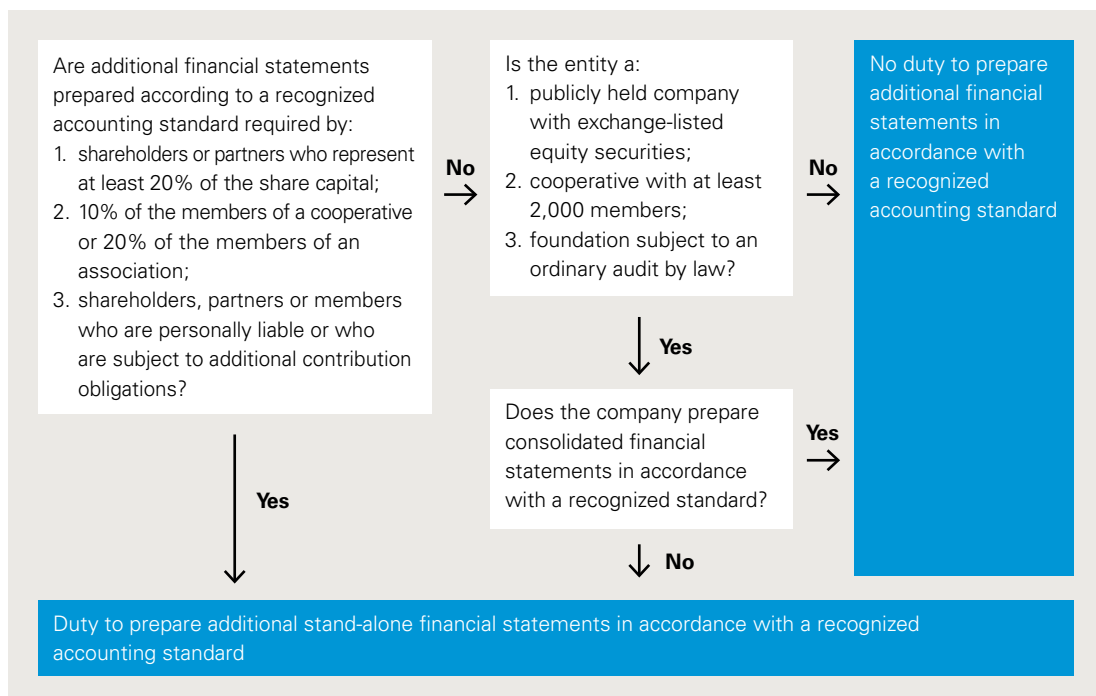 Are additional financial statements
prepared according to a recognized
accounting standard required by:
1. shareholders or partners who represent
at least 20% of the share capital;
2. 10% of the members of a cooperative
or 20% of the members of an
association;
3. shareholders, partners or members
who are personally liable or who
are subject to additional contribution
obligations?
No
Is the entity a:
1. publicly held company
with exchange-listed
equity securities;
2. cooperative with at least
2,000 members;
3. foundation subject to an
ordinary audit by law?
No
No duty to prepare
additional financial
statements in
accordance with
a recognized
accounting standard
Yes
Does the company prepare
consolidated financial
statements in accordance
with a recognized standard?
Yes
Yes
No
Duty to prepare additional stand-alone financial statements in accordance with a recognized
accounting standard